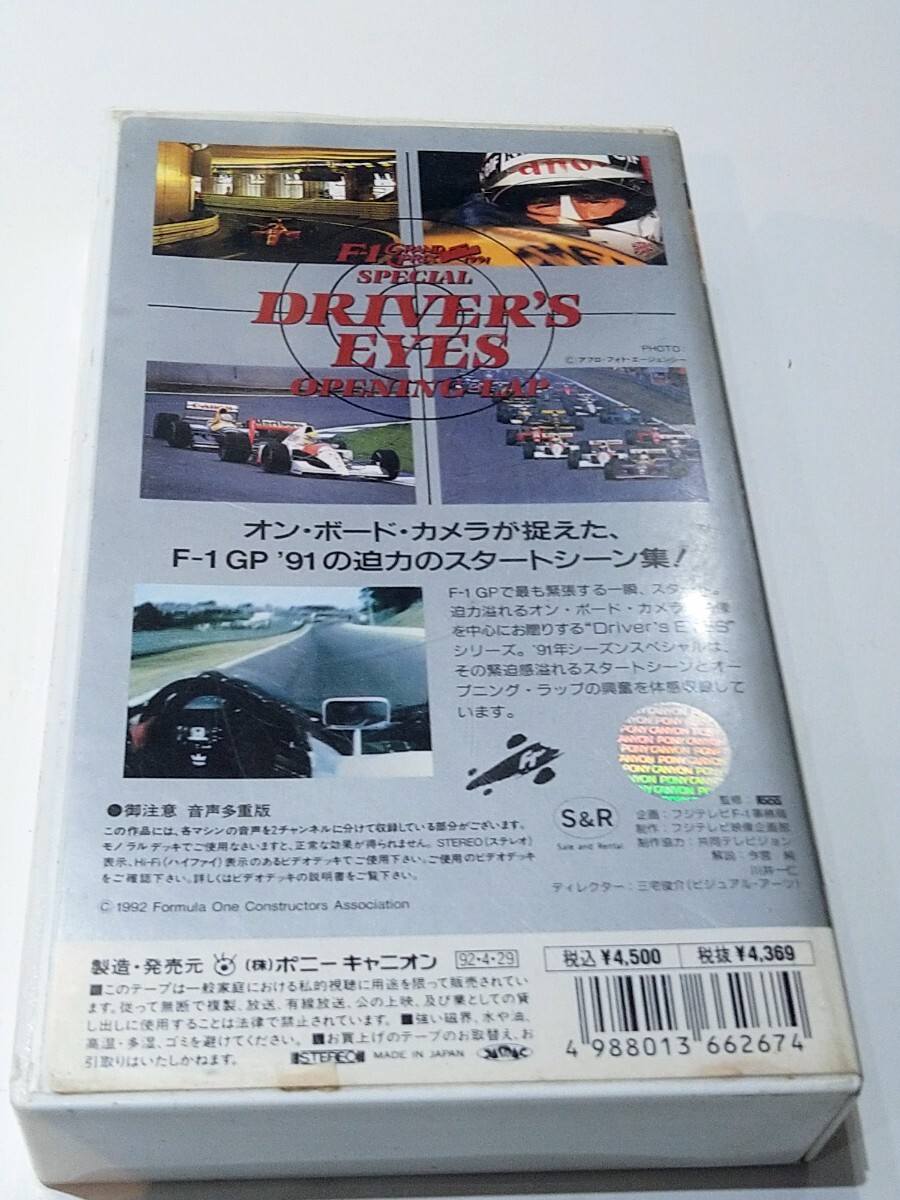 F-1 GRAND PRIX 1991
SPECIAL
DRIVER'S
EYES
OPENING LAP
PHOTO:
©アフロ・フォト・エージェンシー
オン・ボード・カメラが捉えた、
F-1 GP '91の迫力のスタートシーン集!
F-1 GPで最も緊張する一瞬、スタート。
迫力溢れるオン・ボード・カメラ
を中心にお贈りする"Driver's EYES"
シリーズ。'91年シーズンスペシャルは、
その緊迫感溢れるスタートシーンとオー
プニング・ラップの興奮を体感収録して
います。
PONY CANYON
●御注意 音声多重版
この作品には、各マシンの音声を2チャンネルに分けて収録している部分がございます。
モノラルデッキでご使用なさいますと、正常な効果が得られません。STEREO(ステレオ)
表示、Hi-Fi(ハイファイ)表示のあるビデオデッキでご使用下さい。ご使用のビデオデッキ
をご確認下さい。詳しくはビデオデッキの説明書をご覧下さい。
© 1992 Formula One Constructors Association
S&R
Sale and Rental
監修:
企画:フジテレビF-1事務局
制作:フジテレビ映像企画部
制作協力:共同テレビジョン
解説:今宮 純
川井一仁
ディレクター:三宅俊介(ビジュアル・アーツ)
製造・発売元 (株)ポニーキャニオン 92・4・29
税込¥4,500 税抜¥4,369
■このテープは一般家庭における私的視聴に用途を限って販売されてい
ます。従って無断で複製、放送、有線放送、公の上映、及び業としての貸
し出しに使用することは法律で禁止されています。■強い磁界、水や油、
高温・多湿、ゴミを避けてください。■お買上げのテープのお取替え、お
引取りはいたしかねます。
STEREO MADE IN JAPAN
4 988013 662674